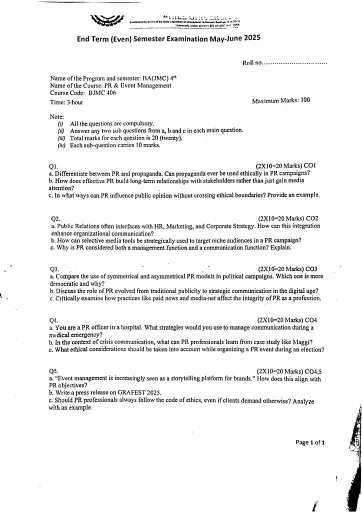 End Term (Even) Semester Examination May-June 2025
Roll no..............................
Name of the Program and semester: BA(JMC) 4th
Name of the Course: PR & Event Management
Course Code: BJMC 406
Time: 3-hour Maximum Marks: 100
Note:
(i) All the questions are compulsory.
(ii) Answer any two sub questions from a, b and c in each main question.
(iii) Total marks for each question is 20 (twenty).
(iv) Each sub-question carries 10 marks.
Q1. (2X10=20 Marks) CO1
a. Differentiate between PR and propaganda. Can propaganda ever be used ethically in PR campaigns?
b. How does effective PR build long-term relationships with stakeholders rather than just gain media
attention?
c. In what ways can PR influence public opinion without crossing ethical boundaries? Provide an example.
Q2. (2X10=20 Marks) CO2
a. Public Relations often interfaces with HR, Marketing, and Corporate Strategy. How can this integration
enhance organizational communication?
b. How can selective media tools be strategically used to target niche audiences in a PR campaign?
c. Why is PR considered both a management function and a communication function? Explain.
Q3. (2X10=20 Marks) CO3
a. Compare the use of symmetrical and asymmetrical PR models in political campaigns. Which one is more
democratic and why?
b. Discuss the role of PR evolved from traditional publicity to strategic communication in the digital age?
c. Critically examine how practices like paid news and media-net affect the integrity of PR as a profession.
Q4. (2X10=20 Marks) CO4
a. You are a PR officer in a hospital. What strategies would you use to manage communication during a
medical emergency?
b. In the context of crisis communication, what can PR professionals learn from case study like Maggi?
c. What ethical considerations should be taken into account while organizing a PR event during an election?
Q5. (2X10=20 Marks) CO4,5
a. "Event management is increasingly seen as a storytelling platform for brands." How does this align with
PR objectives?
b. Write a press release on GRAFEST 2025.
c. Should PR professionals always follow the code of ethics, even if clients demand otherwise? Analyze
with an example.
Page 1 of 1